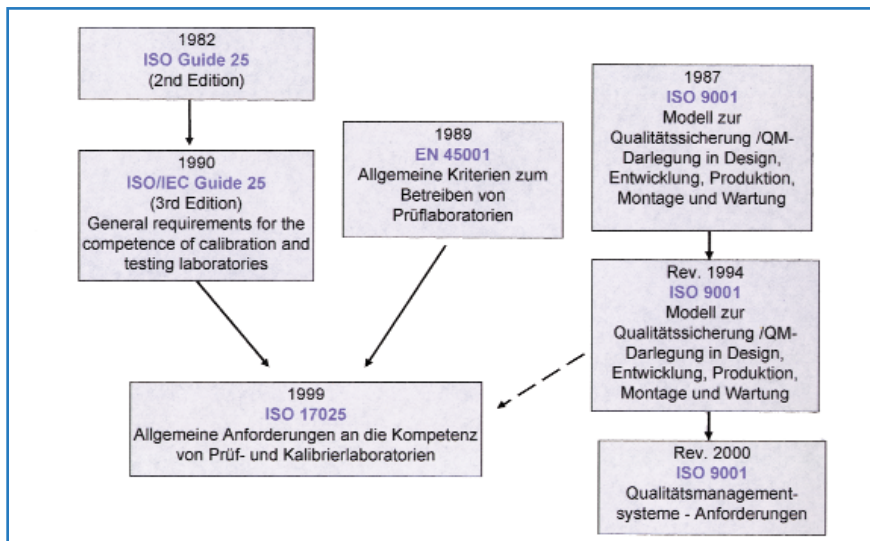 1982
ISO Guide 25
(2nd Edition)
1990
ISO/IEC Guide 25
(3rd Edition)
General requirements for the
competence of calibration and
testing laboratories
1989
EN 45001
Allgemeine Kriterien zum
Betreiben von
Prüflaboratorien
1987
ISO 9001
Modell zur
Qualitätssicherung /QM-
Darlegung in Design,
Entwicklung, Produktion,
Montage und Wartung
Rev. 1994
ISO 9001
Modell zur
Qualitätssicherung /QM-
Darlegung in Design,
Entwicklung, Produktion,
Montage und Wartung
1999
ISO 17025
Allgemeine Anforderungen an die Kompetenz
von Prüf- und Kalibrierlaboratorien
Rev. 2000
ISO 9001
Qualitätsmanagement-
systeme - Anforderungen